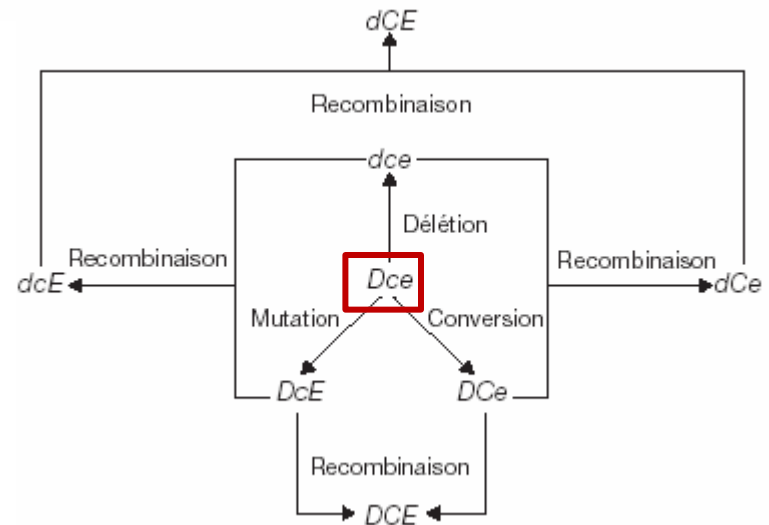 dCE
Recombinaison
dce
Délétion
Recombinaison
Recombinaison
dcE
Dce
dCe
Mutation
Conversion
DcE
DCe
Recombinaison
DCE